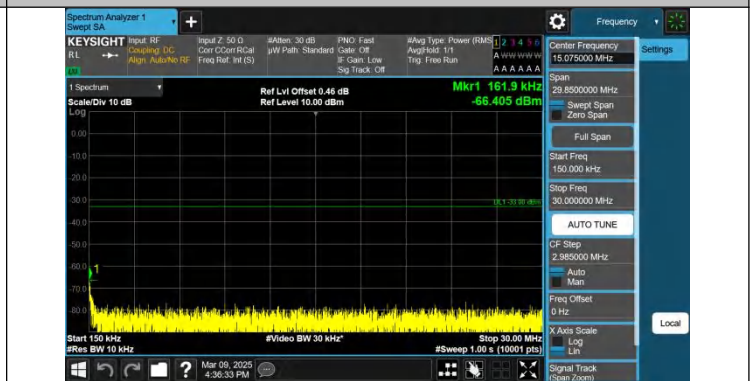 Spectrum Analyzer 1
Swept SA
Frequency
KEYSIGHT
RL
Input: RF
Coupling: DC
Align: Auto/No RF
Input Z: 50 Ω
Corr CCorr RCal
Freq Ref: Int (S)
#Atten: 30 dB
µW Path: Standard
PNO: Fast
Gate: Off
IF Gain: Low
Sig Track: Off
#Avg Type: Power (RMS
Avg|Hold: 1/1
Trig: Free Run
1 2 3 4 5 6
A W W W W W
A A A A A A
1 Spectrum
Scale/Div 10 dB
Log
Ref Lvl Offset 0.46 dB
Ref Level 10.00 dBm
Mkr1 161.9 kHz
-66.405 dBm
0.00
-10.0
-20.0
-30.0
-40.0
-50.0
-60.0
-70.0
-80.0
DL1 -33.00 dBm
1
Start 150 kHz
#Res BW 10 kHz
#Video BW 30 kHz*
Stop 30.00 MHz
#Sweep 1.00 s (10001 pts)
Mar 09, 2025
4:36:33 PM
Center Frequency
15.075000 MHz
Settings
Span
29.8500000 MHz
Swept Span
Zero Span
Full Span
Start Freq
150.000 kHz
Stop Freq
30.000000 MHz
AUTO TUNE
CF Step
2.985000 MHz
Auto
Man
Freq Offset
0 Hz
X Axis Scale
Log
Lin
Local
Signal Track
(Span Zoom)